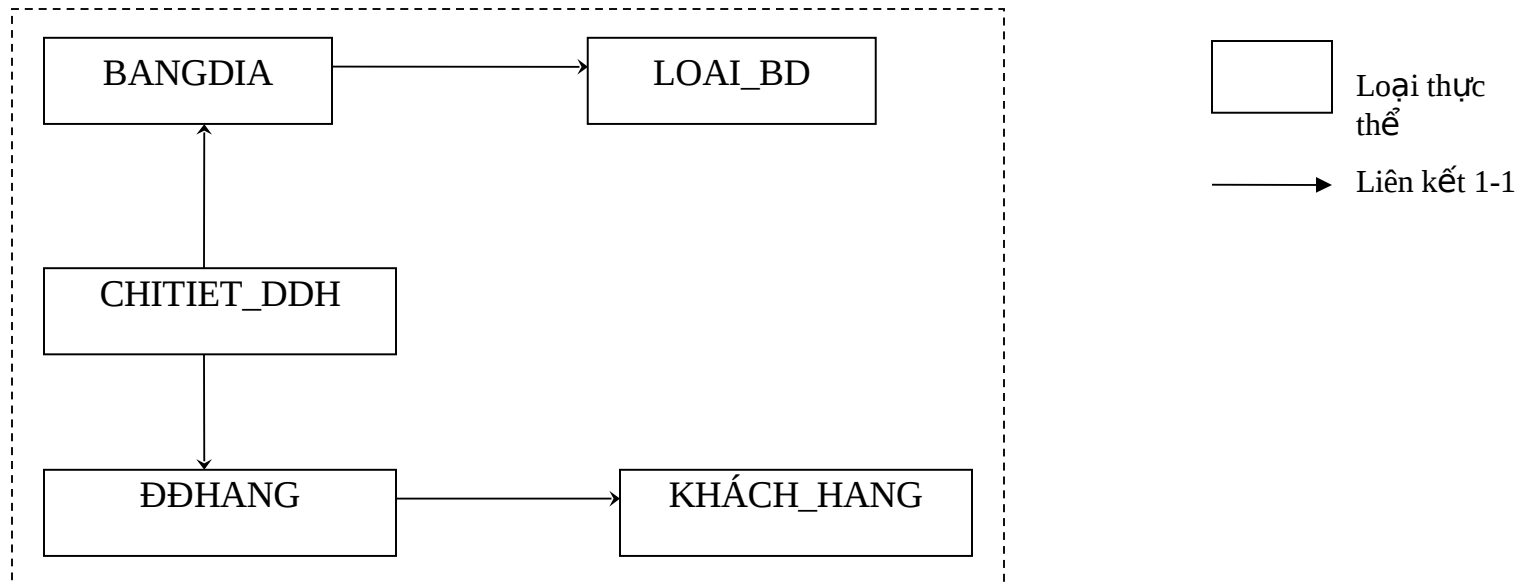 BANGDIA
LOAI_BD
Loại thực
thể
Liên kết 1-1
CHITIET_DDH
ĐĐHANG
KHÁCH_HANG